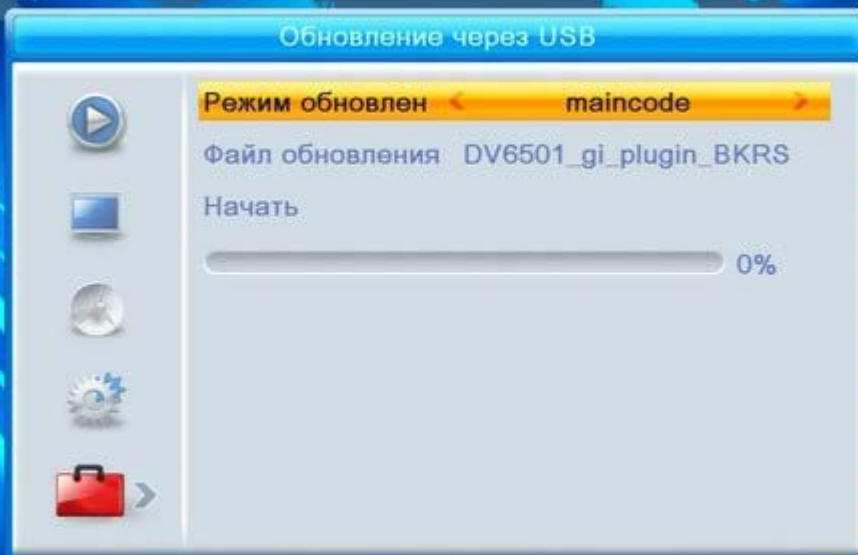 Обновление через USB
Режим обновлен < maincode >
Файл обновления DV6501_gi_plugin_BKRS
Начать
0%